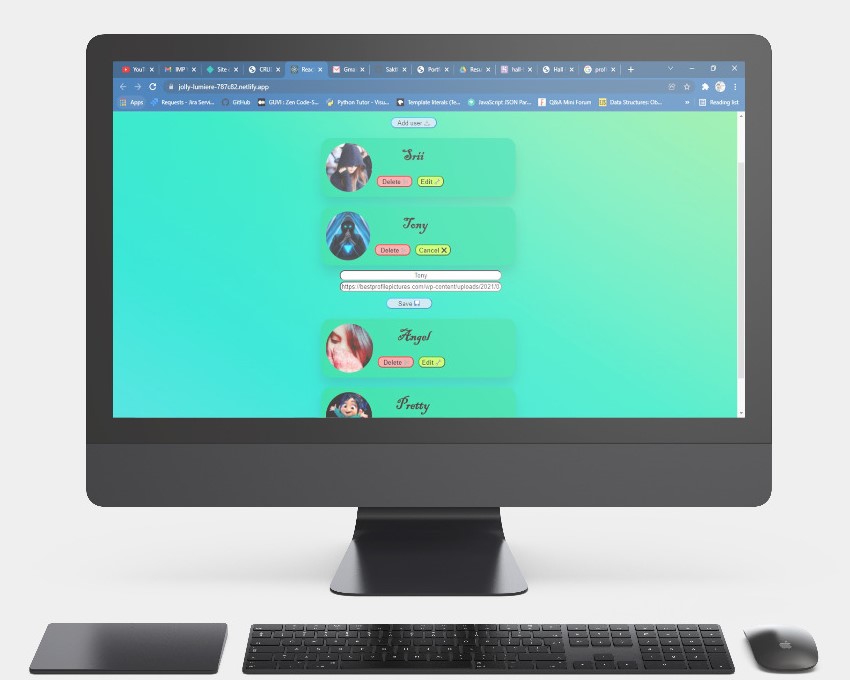 YouT
IMP
Site
CRUD
Reac
Gma
Sakth
Portf
Resu
hall
Hall
profi
jolly-lumiere-787c82.netlify.app
Apps
Requests - Jira Servi...
GitHub
GUVI : Zen Code-S...
Python Tutor - Visu...
Template literals (Te...
JavaScript JSON Par...
Q&A Mini Forum
Data Structures: Ob...
»
Reading list
Add user
Srii
Delete
Edit
Tony
Delete
Cancel
Tony
https://bestprofilepictures.com/wp-content/uploads/2021/0
Save
Angel
Delete
Edit
Pretty